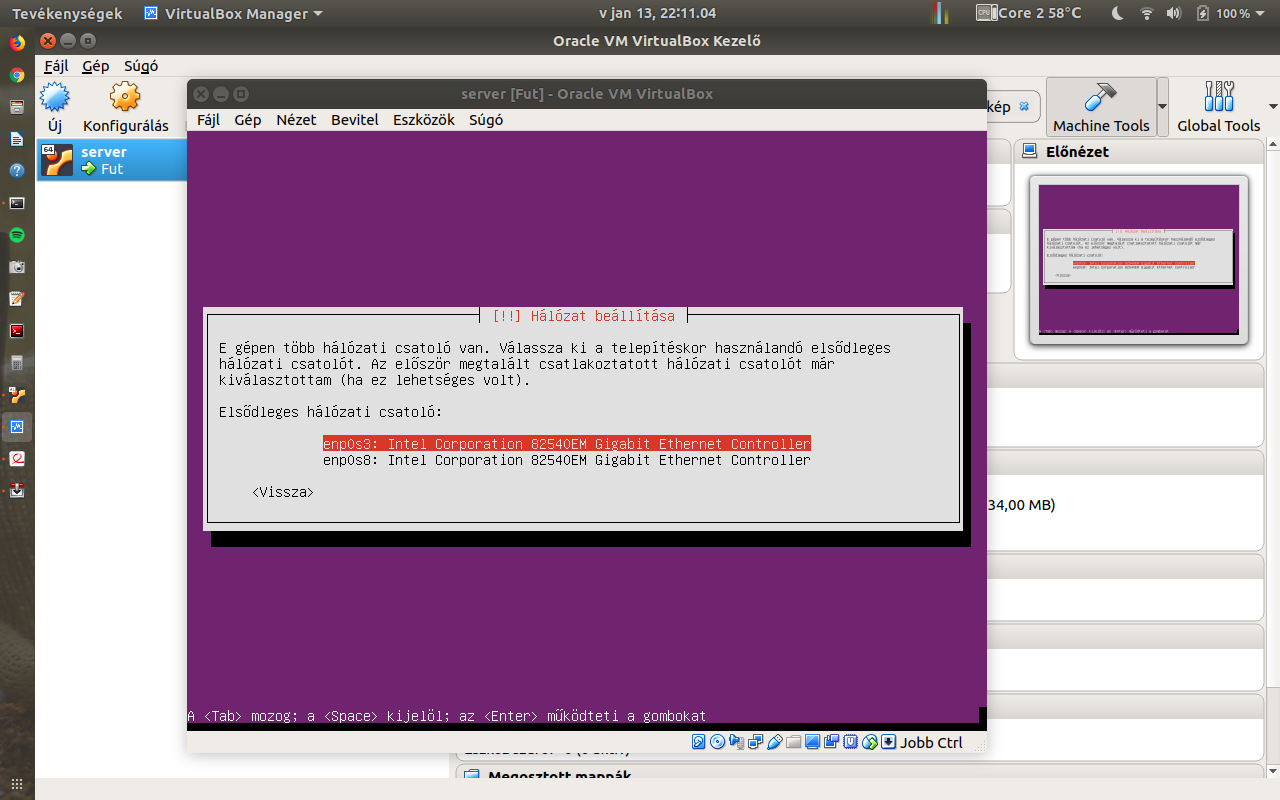 Tevékenységek
VirtualBox Manager
v jan 13, 22:11.04
CPU
Core 2 58°C
100 %
Oracle VM VirtualBox Kezelő
Fájl Gép Súgó
Új
Konfigurálás
kép
Machine Tools
Global Tools
64
server
Fut
server [Fut] - Oracle VM VirtualBox
Fájl Gép Nézet Bevitel Eszközök Súgó
[!!] Hálózat beállítása
E gépen több hálózati csatoló van. Válassza ki a telepítéskor használandó elsődleges
hálózati csatolót. Az először megtalált csatlakoztatott hálózati csatolót már
kiválasztottam (ha ez lehetséges volt).
Elsődleges hálózati csatoló:
enp0s3: Intel Corporation 82540EM Gigabit Ethernet Controller
enp0s8: Intel Corporation 82540EM Gigabit Ethernet Controller
<Vissza>
A <Tab> mozog; a <Space> kijelöl; az <Enter> működteti a gombokat
Jobb Ctrl
Előnézet
34,00 MB)
Megosztott mappák